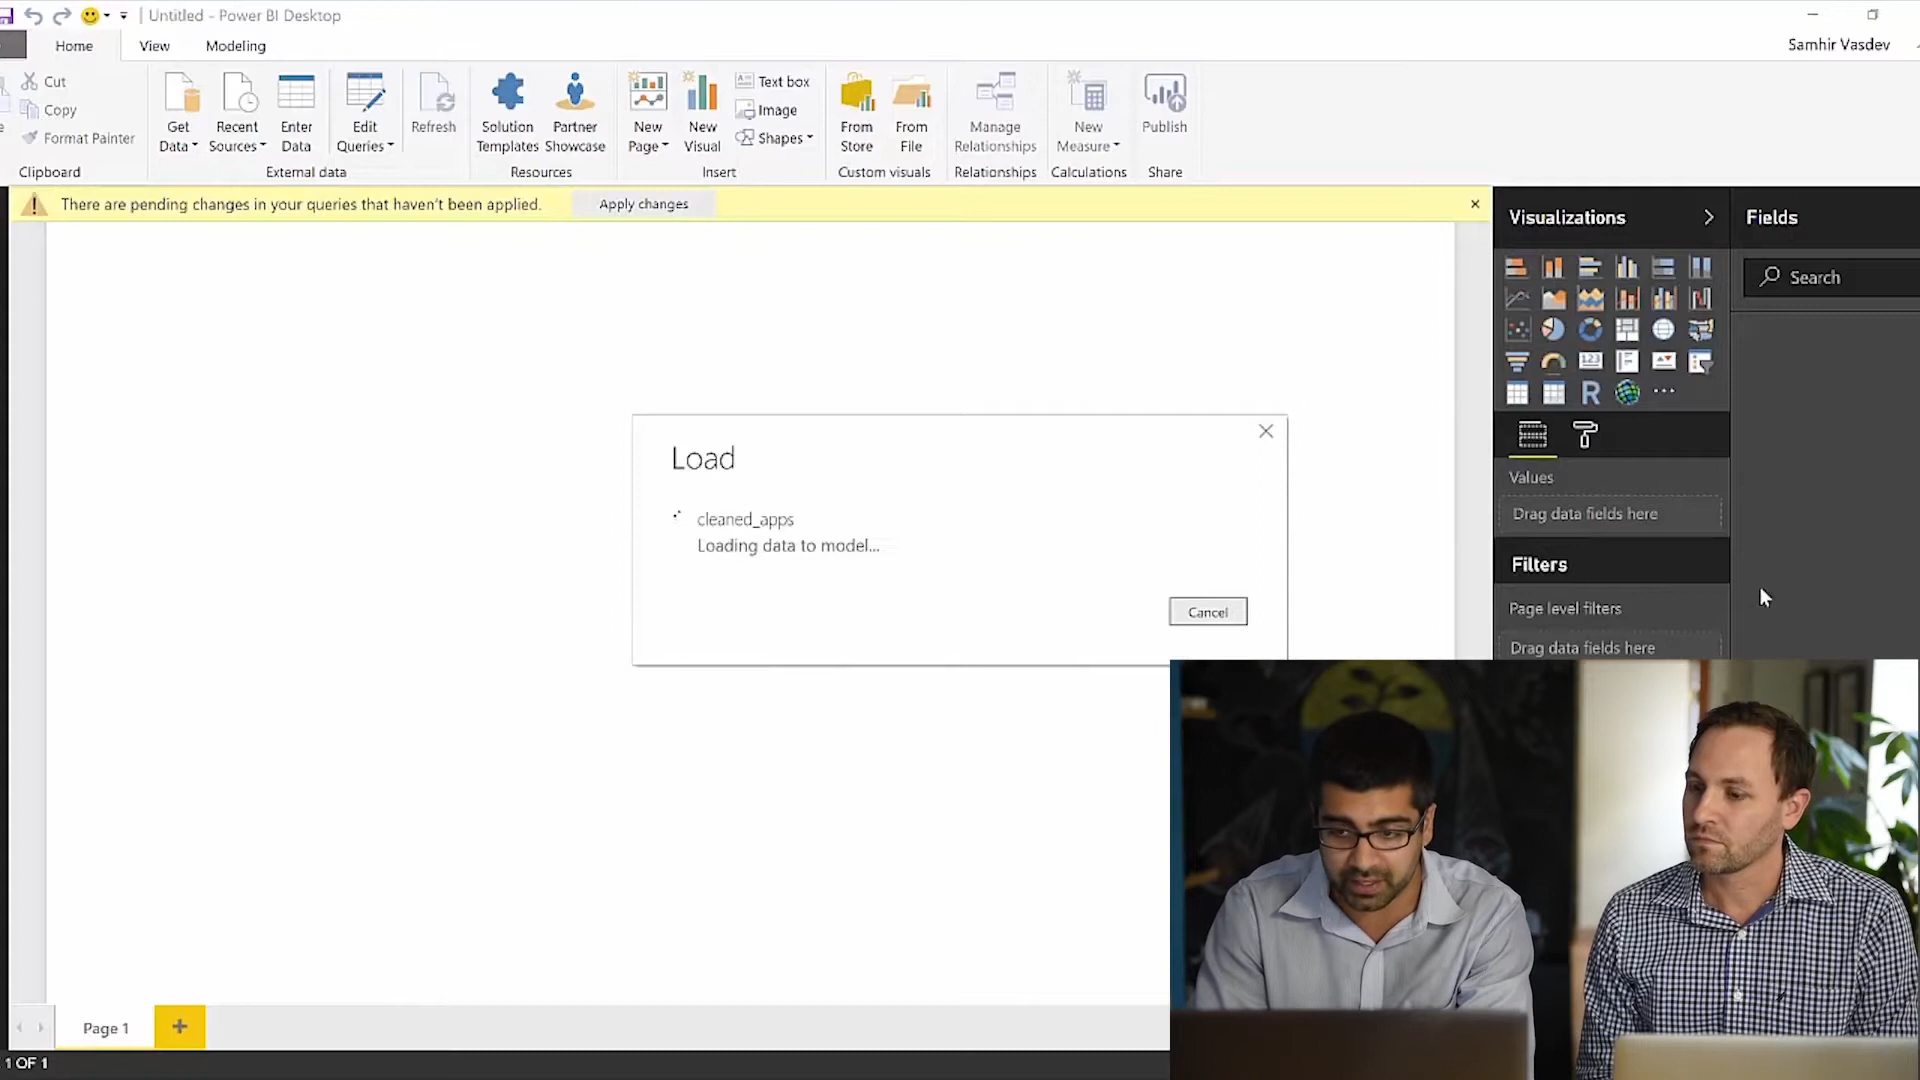 Untitled - Power BI Desktop
Home
View
Modeling
Samhir Vasdev
Cut
Copy
Format Painter
Clipboard
Get Data
Recent Sources
Enter Data
Edit Queries
Refresh
External data
Solution Templates
Partner Showcase
Resources
New Page
New Visual
Text box
Image
Shapes
Insert
From Store
From File
Custom visuals
Manage Relationships
Relationships
New Measure
Calculations
Publish
Share
There are pending changes in your queries that haven't been applied.
Apply changes
Visualizations
Fields
Search
123
R
Values
Drag data fields here
Filters
Page level filters
Drag data fields here
Load
cleaned_apps
Loading data to model...
Cancel
Page 1
1 OF 1